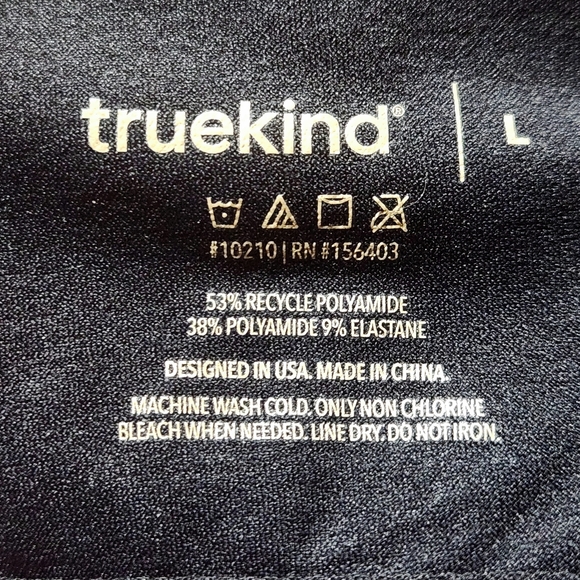 truekind® | L
#10210 | RN #156403
53% RECYCLE POLYAMIDE
38% POLYAMIDE 9% ELASTANE
DESIGNED IN USA. MADE IN CHINA.
MACHINE WASH COLD. ONLY NON CHLORINE
BLEACH WHEN NEEDED. LINE DRY. DO NOT IRON.